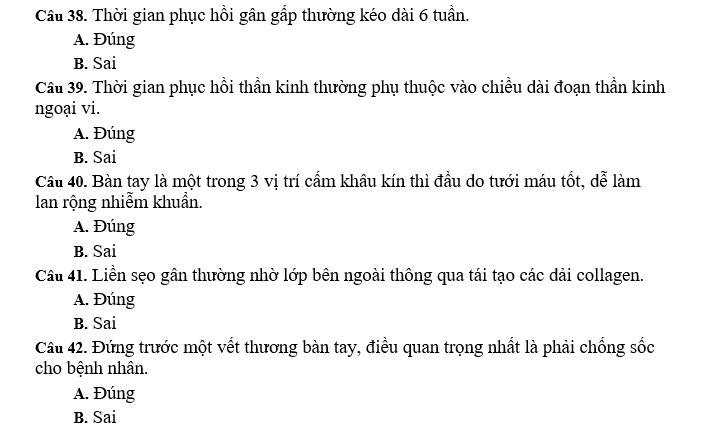 Câu 38. Thời gian phục hồi gân gấp thường kéo dài 6 tuần.
A. Đúng
B. Sai
Câu 39. Thời gian phục hồi thần kinh thường phụ thuộc vào chiều dài đoạn thần kinh
ngoại vi.
A. Đúng
B. Sai
Câu 40. Bàn tay là một trong 3 vị trí cấm khâu kín thì đầu do tưới máu tốt, dễ làm
lan rộng nhiễm khuẩn.
A. Đúng
B. Sai
Câu 41. Liền sẹo gân thường nhờ lớp bên ngoài thông qua tái tạo các dải collagen.
A. Đúng
B. Sai
Câu 42. Đứng trước một vết thương bàn tay, điều quan trọng nhất là phải chống sốc
cho bệnh nhân.
A. Đúng
B. Sai